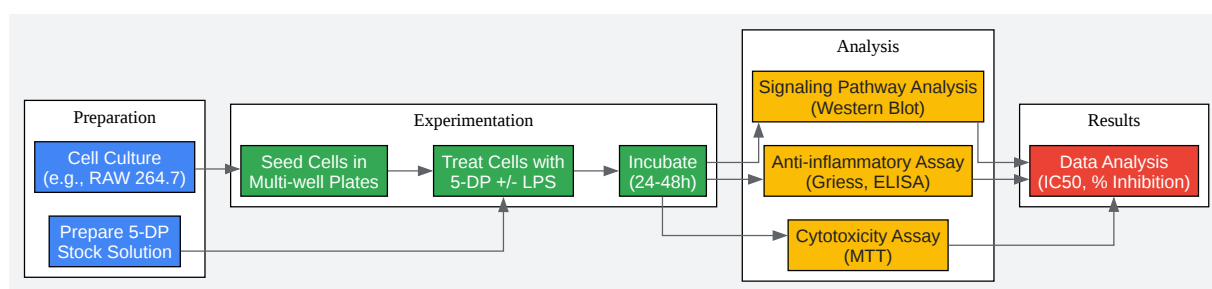 Preparation
Cell Culture
(e.g., RAW 264.7)
Prepare 5-DP
Stock Solution
Experimentation
Seed Cells in
Multi-well Plates
Treat Cells with
5-DP +/- LPS
Incubate
(24-48h)
Analysis
Signaling Pathway Analysis
(Western Blot)
Anti-inflammatory Assay
(Griess, ELISA)
Cytotoxicity Assay
(MTT)
Results
Data Analysis
(IC50, % Inhibition)